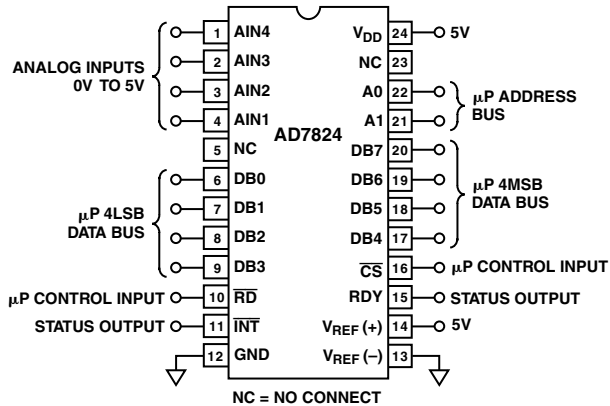 ANALOG INPUTS
0V TO 5V
μP 4LSB
DATA BUS
μP CONTROL INPUT
STATUS OUTPUT
1 AIN4
2 AIN3
3 AIN2
4 AIN1
5 NC
6 DB0
7 DB1
8 DB2
9 DB3
10 RD
11 INT
12 GND
AD7824
VDD 24 5V
NC 23
A0 22
A1 21
DB7 20
DB6 19
DB5 18
DB4 17
CS 16 μP CONTROL INPUT
RDY 15 STATUS OUTPUT
VREF (+) 14 5V
VREF (–) 13
μP ADDRESS
BUS
μP 4MSB
DATA BUS
NC = NO CONNECT